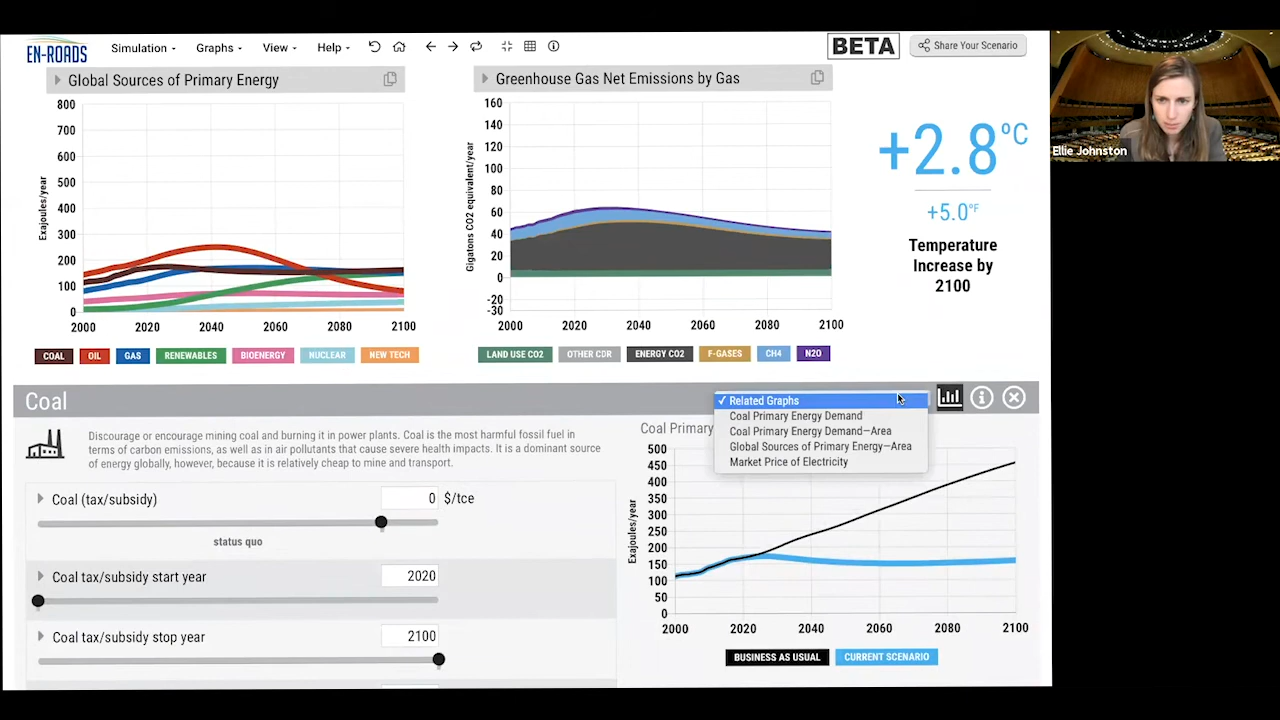 EN-ROADS
Simulation
Graphs
View
Help
BETA
Share Your Scenario
Global Sources of Primary Energy
800
700
600
500
400
300
200
100
0
Exajoules/year
2000 2020 2040 2060 2080 2100
COAL OIL GAS RENEWABLES BIOENERGY NUCLEAR NEW TECH
Greenhouse Gas Net Emissions by Gas
160
140
120
100
80
60
40
20
0
-20
-30
Gigatons CO2 equivalent/year
2000 2020 2040 2060 2080 2100
LAND USE CO2 OTHER CDR ENERGY CO2 F-GASES CH4 N2O
+2.8°C
+5.0°F
Temperature
Increase by
2100
Ellie Johnston
Coal
Discourage or encourage mining coal and burning it in power plants. Coal is the most harmful fossil fuel in
terms of carbon emissions, as well as in air pollutants that cause severe health impacts. It is a dominant source
of energy globally, however, because it is relatively cheap to mine and transport.
Coal (tax/subsidy) 0 $/tce
status quo
Coal tax/subsidy start year 2020
Coal tax/subsidy stop year 2100
✓ Related Graphs
Coal Primary Energy Demand
Coal Primary Energy Demand—Area
Global Sources of Primary Energy—Area
Market Price of Electricity
Coal Primary
500
450
400
350
300
250
200
150
100
50
0
Exajoules/year
2000 2020 2040 2060 2080 2100
BUSINESS AS USUAL CURRENT SCENARIO